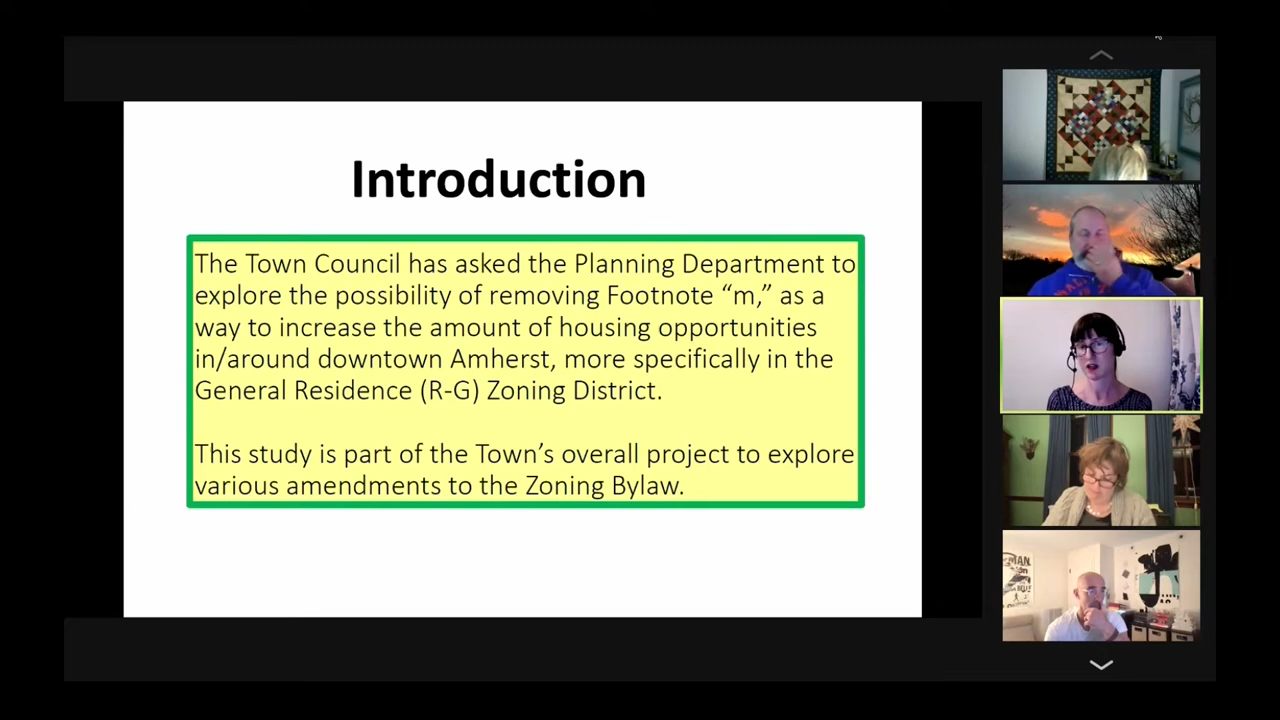 Introduction
The Town Council has asked the Planning Department to
explore the possibility of removing Footnote “m,” as a
way to increase the amount of housing opportunities
in/around downtown Amherst, more specifically in the
General Residence (R-G) Zoning District.
This study is part of the Town’s overall project to explore
various amendments to the Zoning Bylaw.
MAN